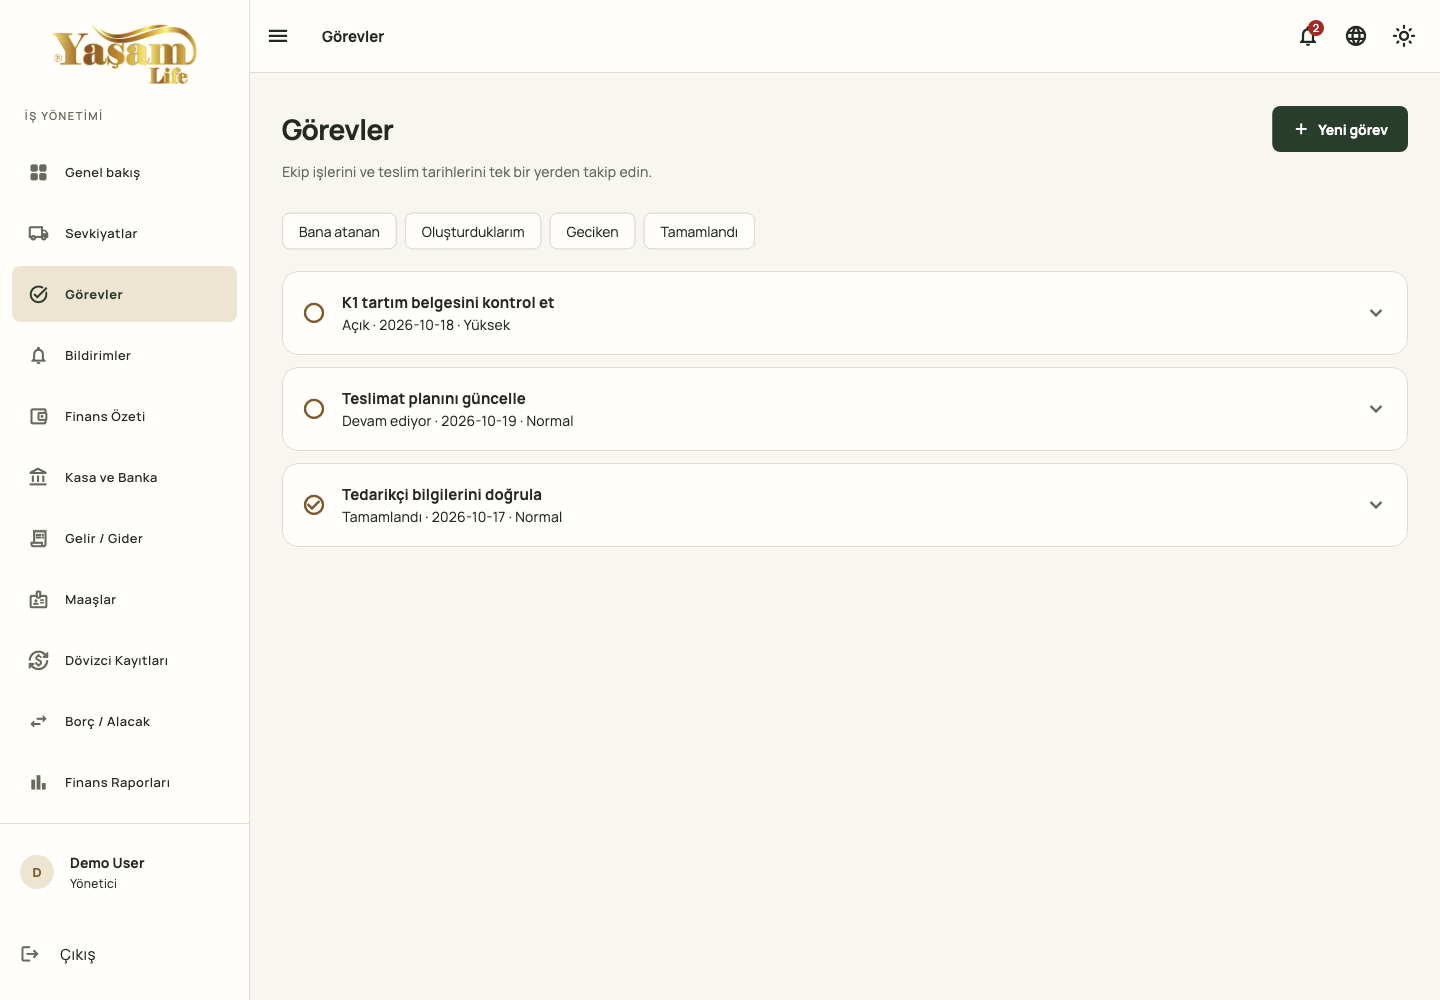 Yaşam
®
Life
İŞ YÖNETİMİ
Genel bakış
Sevkiyatlar
Görevler
Bildirimler
Finans Özeti
Kasa ve Banka
Gelir / Gider
Maaşlar
Dövizci Kayıtları
Borç / Alacak
Finans Raporları
D
Demo User
Yönetici
Çıkış
Görevler
2
Görevler
+ Yeni görev
Ekip işlerini ve teslim tarihlerini tek bir yerden takip edin.
Bana atanan
Oluşturduklarım
Geciken
Tamamlandı
K1 tartım belgesini kontrol et
Açık · 2026-10-18 · Yüksek
Teslimat planını güncelle
Devam ediyor · 2026-10-19 · Normal
Tedarikçi bilgilerini doğrula
Tamamlandı · 2026-10-17 · Normal